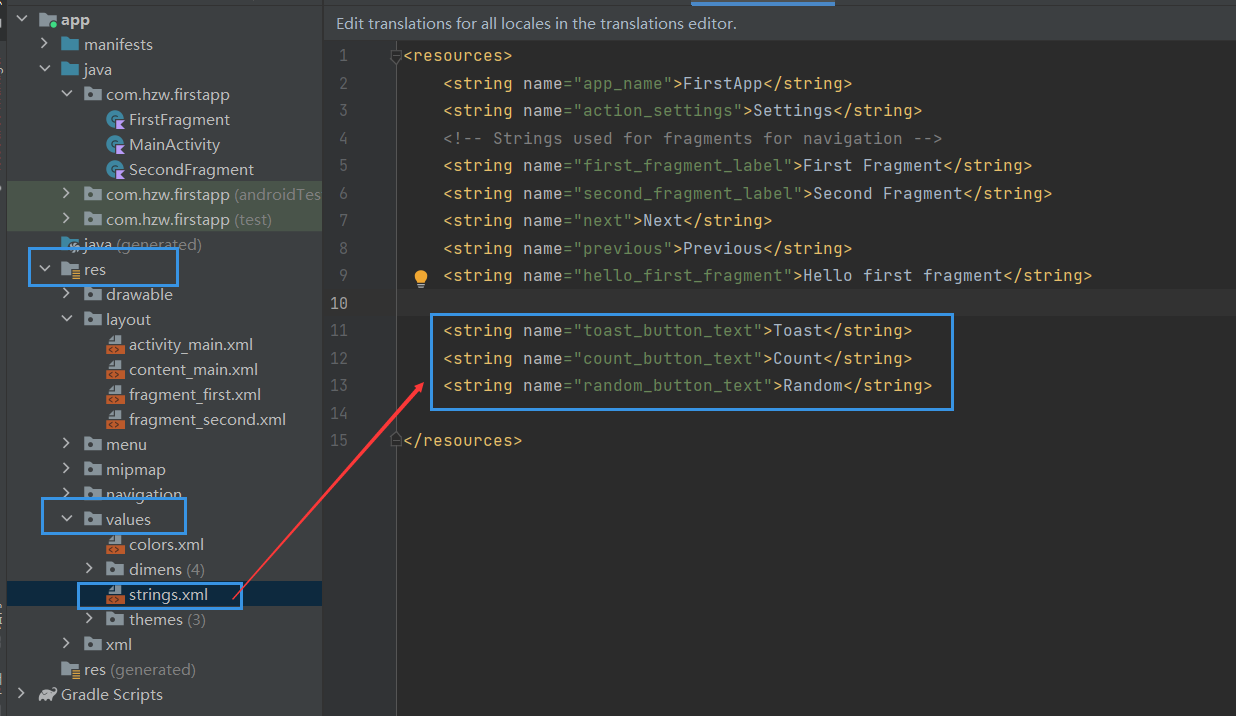 app
manifests
java
com.hzw.firstapp
FirstFragment
MainActivity
SecondFragment
com.hzw.firstapp (androidTes
com.hzw.firstapp (test)
java (generated)
res
drawable
layout
activity_main.xml
content_main.xml
fragment_first.xml
fragment_second.xml
menu
mipmap
navigation
values
colors.xml
dimens (4)
strings.xml
themes (3)
xml
res (generated)
Gradle Scripts
Edit translations for all locales in the translations editor.
1 <resources>
2 <string name="app_name">FirstApp</string>
3 <string name="action_settings">Settings</string>
4 <!-- Strings used for fragments for navigation -->
5 <string name="first_fragment_label">First Fragment</string>
6 <string name="second_fragment_label">Second Fragment</string>
7 <string name="next">Next</string>
8 <string name="previous">Previous</string>
9 <string name="hello_first_fragment">Hello first fragment</string>
10
11 <string name="toast_button_text">Toast</string>
12 <string name="count_button_text">Count</string>
13 <string name="random_button_text">Random</string>
14
15 </resources>